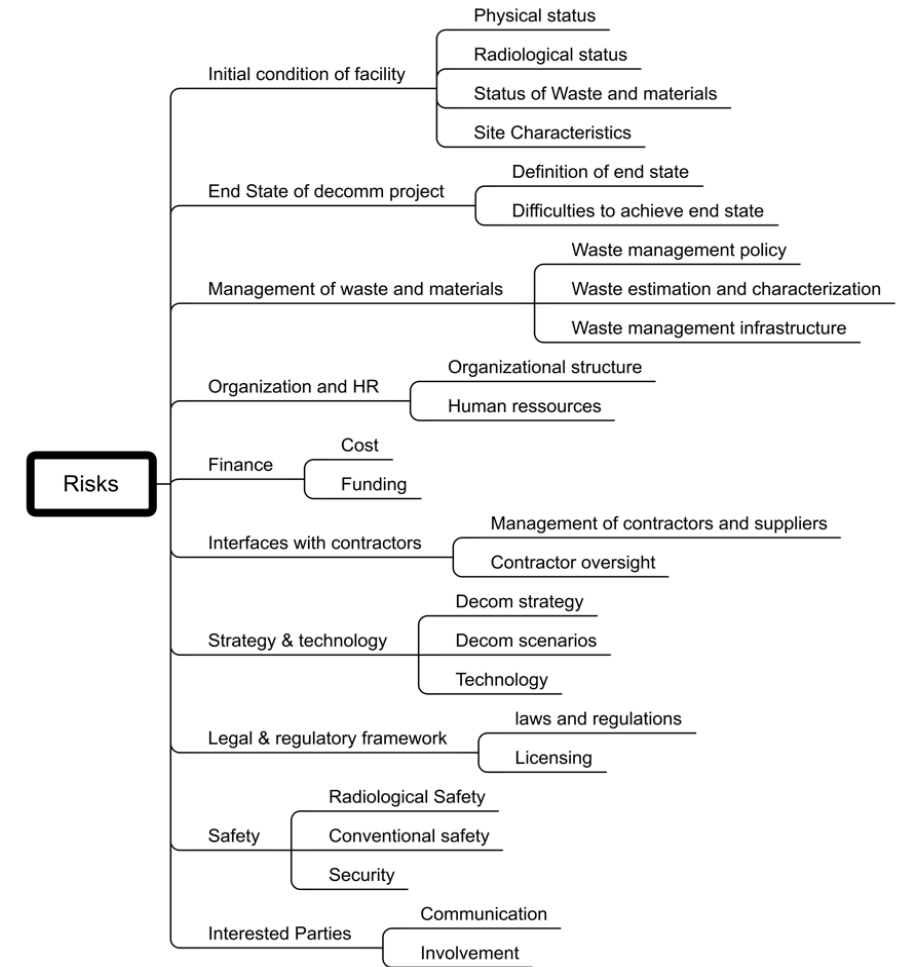 Risks
Initial condition of facility
Physical status
Radiological status
Status of Waste and materials
Site Characteristics
End State of decomm project
Definition of end state
Difficulties to achieve end state
Management of waste and materials
Waste management policy
Waste estimation and characterization
Waste management infrastructure
Organization and HR
Organizational structure
Human ressources
Finance
Cost
Funding
Interfaces with contractors
Management of contractors and suppliers
Contractor oversight
Strategy & technology
Decom strategy
Decom scenarios
Technology
Legal & regulatory framework
laws and regulations
Licensing
Safety
Radiological Safety
Conventional safety
Security
Interested Parties
Communication
Involvement